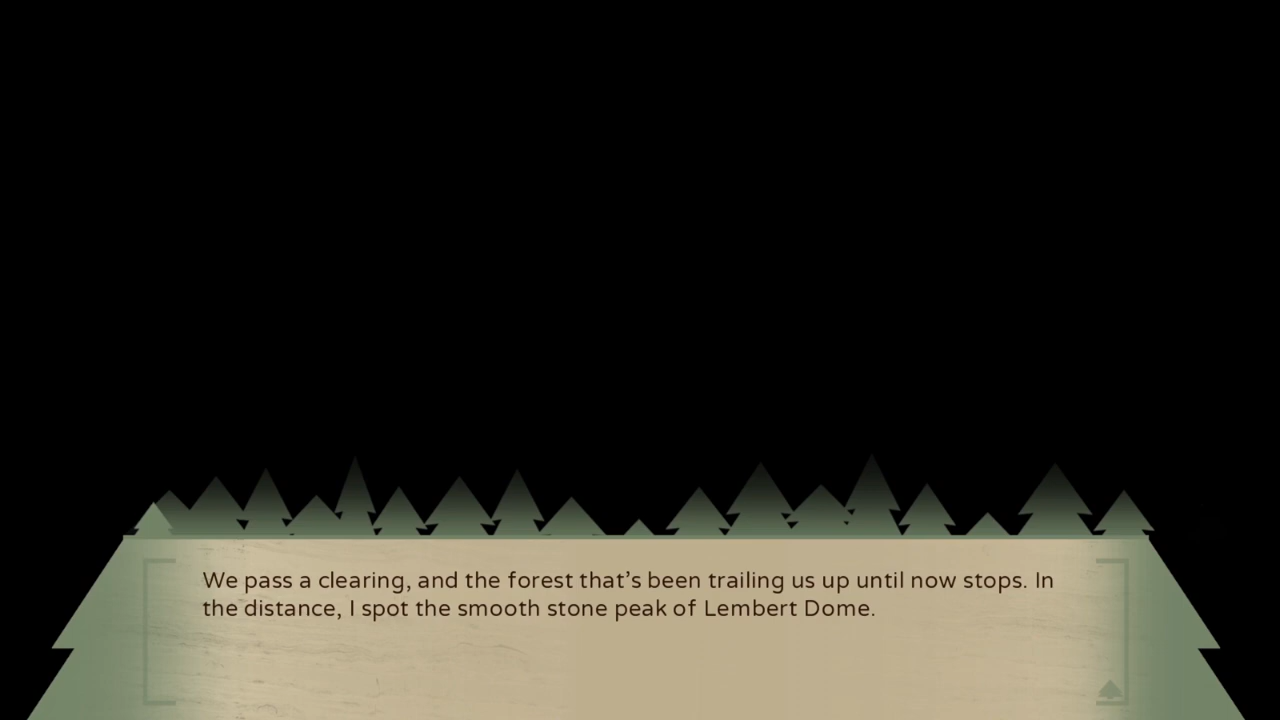 We pass a clearing, and the forest that’s been trailing us up until now stops. In
the distance, I spot the smooth stone peak of Lembert Dome.